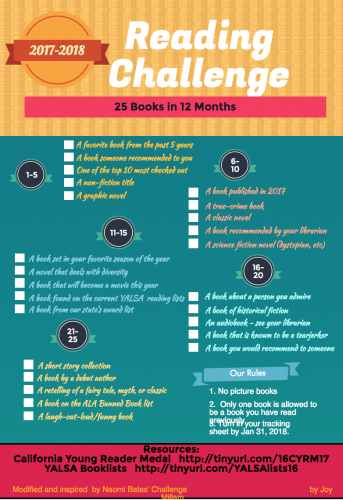 2017-2018
Reading
Challenge
25 Books in 12 Months
1-5
A favorite book from the past 5 years
A book someone recommended to you
One of the top 10 most checked out
A non-fiction title
A graphic novel
6-
10
A book published in 2017
A true-crime book
A classic novel
A book recommended by your librarian
A science fiction novel (dystopian, etc)
11-15
A book set in your favorite season of the year
A novel that deals with diversity
A book that will become a movie this year
A book found on the current YALSA reading lists
A book from our state's award list
16-
20
A book about a person you admire
A book of historical fiction
An audiobook – see your librarian
A book that is known to be a tearjerker
A book you would recommend to someone
21-
25
A short story collection
A book by a debut author
A retelling of a fairy tale, myth, or classic
A book on the ALA Banned Book list
A laugh-out-loud/funny book
Our Rules
1. No picture books
2. Only one book is allowed to
be a book you have read
previously
3. Turn in your tracking
sheet by Jan 31, 2018.
Resources:
California Young Reader Medal http://tinyurl.com/16CYRM17
YALSA Booklists http://tinyurl.com/YALSAlists16
Modified and inspired by Naomi Bates' Challenge by Joy
Millam